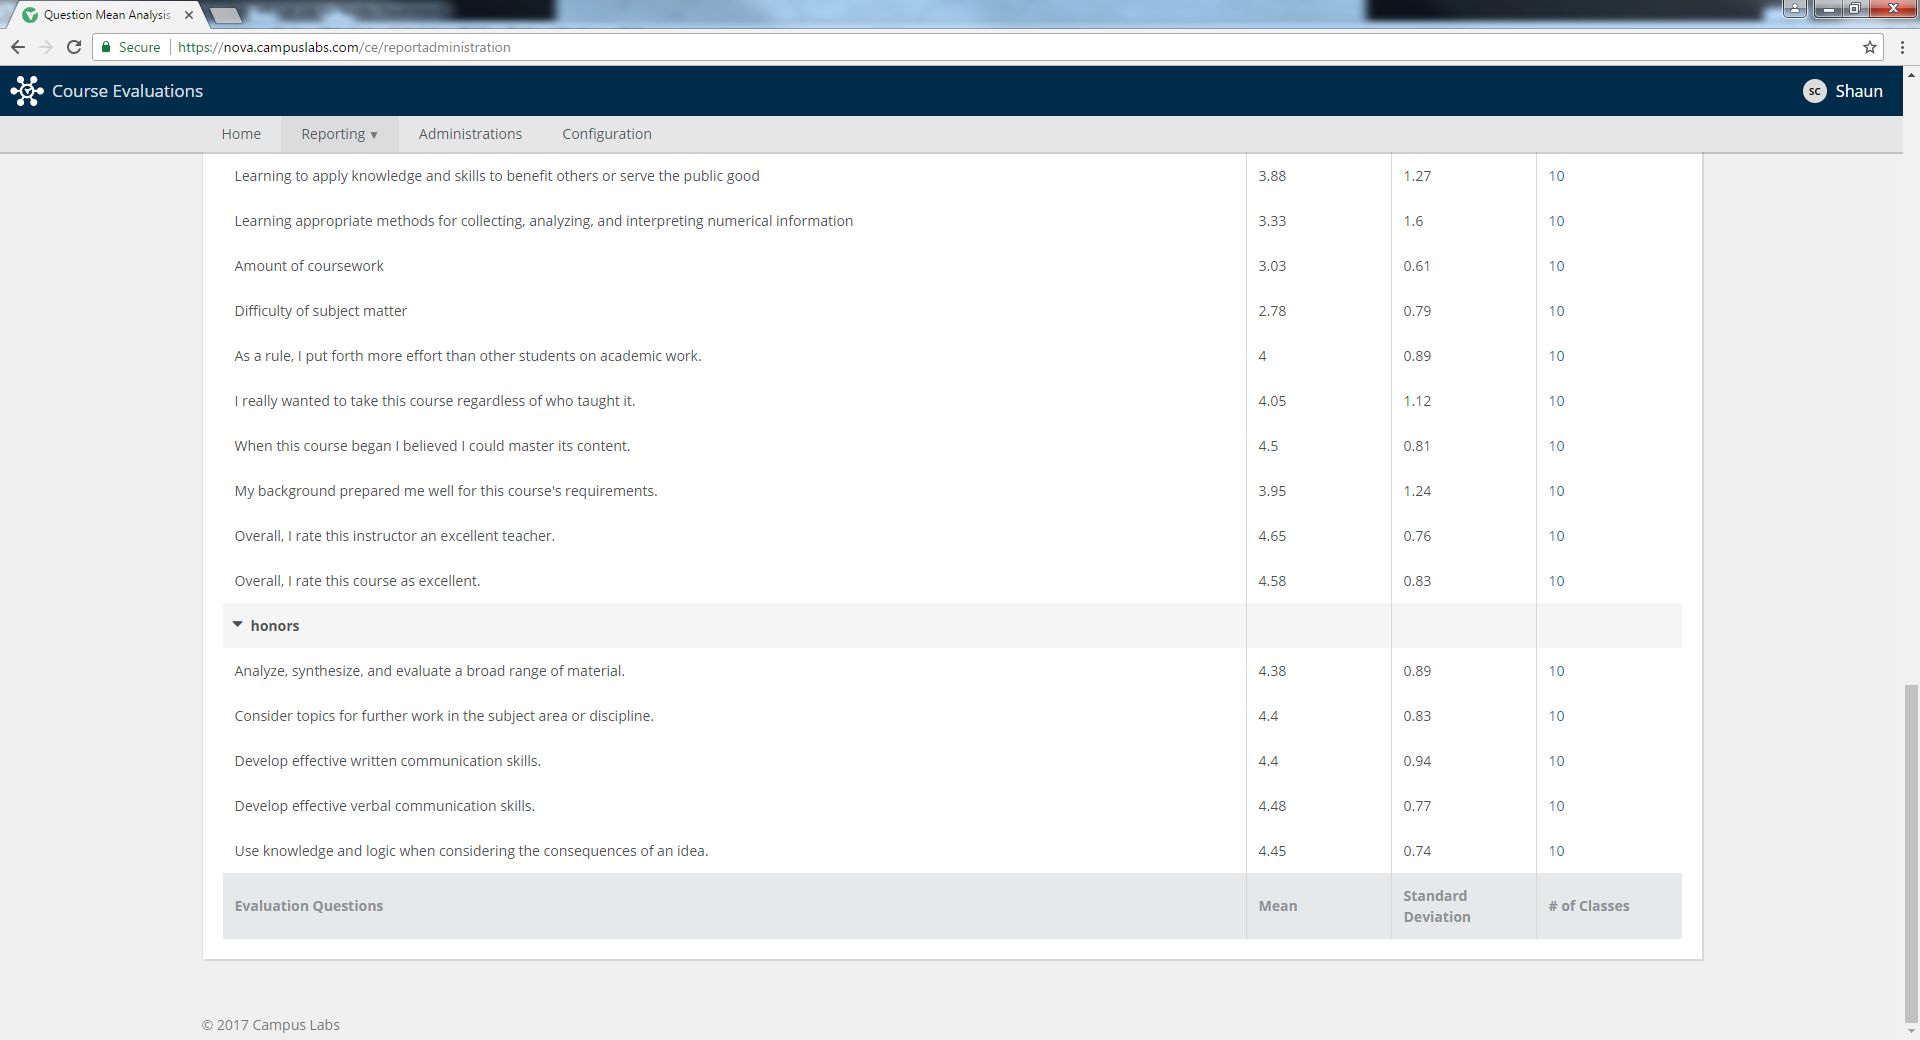 Question Mean Analysis
Secure https://nova.campuslabs.com/ce/reportadministration
Course Evaluations SC Shaun
Home Reporting ▾ Administrations Configuration
Learning to apply knowledge and skills to benefit others or serve the public good 3.88 1.27 10
Learning appropriate methods for collecting, analyzing, and interpreting numerical information 3.33 1.6 10
Amount of coursework 3.03 0.61 10
Difficulty of subject matter 2.78 0.79 10
As a rule, I put forth more effort than other students on academic work. 4 0.89 10
I really wanted to take this course regardless of who taught it. 4.05 1.12 10
When this course began I believed I could master its content. 4.5 0.81 10
My background prepared me well for this course's requirements. 3.95 1.24 10
Overall, I rate this instructor an excellent teacher. 4.65 0.76 10
Overall, I rate this course as excellent. 4.58 0.83 10
honors
Analyze, synthesize, and evaluate a broad range of material. 4.38 0.89 10
Consider topics for further work in the subject area or discipline. 4.4 0.83 10
Develop effective written communication skills. 4.4 0.94 10
Develop effective verbal communication skills. 4.48 0.77 10
Use knowledge and logic when considering the consequences of an idea. 4.45 0.74 10
Evaluation Questions Mean Standard Deviation # of Classes
© 2017 Campus Labs